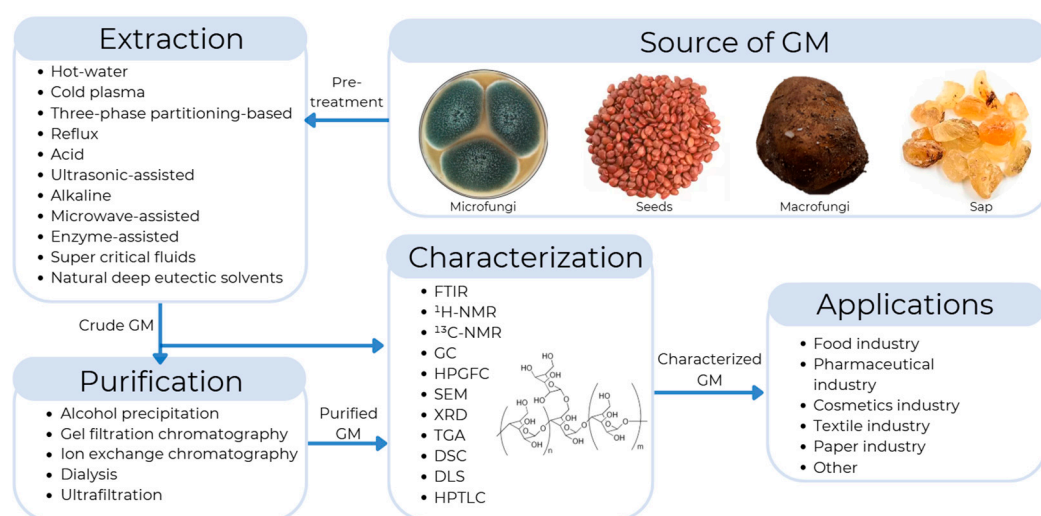 Extraction
• Hot-water
• Cold plasma
• Three-phase partitioning-based
• Reflux
• Acid
• Ultrasonic-assisted
• Alkaline
• Microwave-assisted
• Enzyme-assisted
• Super critical fluids
• Natural deep eutectic solvents
Pre-
treatment
Source of GM
Microfungi
Seeds
Macrofungi
Sap
Crude GM
Purification
• Alcohol precipitation
• Gel filtration chromatography
• Ion exchange chromatography
• Dialysis
• Ultrafiltration
Purified
GM
Characterization
• FTIR
• ¹H-NMR
• ¹³C-NMR
• GC
• HPGFC
• SEM
• XRD
• TGA
• DSC
• DLS
• HPTLC
Characterized
GM
Applications
• Food industry
• Pharmaceutical
industry
• Cosmetics industry
• Textile industry
• Paper industry
• Other